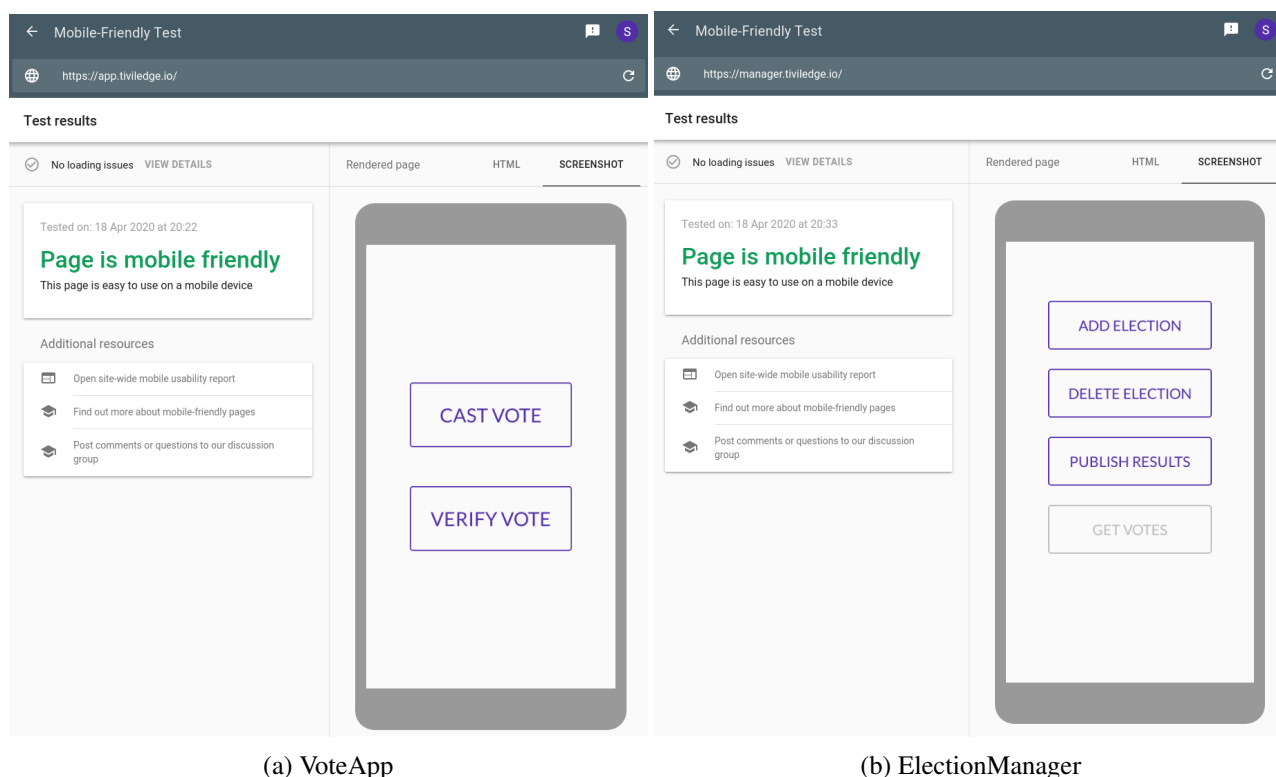 Mobile-Friendly Test
S
https://app.tiviledge.io/
Test results
No loading issues VIEW DETAILS
Rendered page HTML SCREENSHOT
Tested on: 18 Apr 2020 at 20:22
Page is mobile friendly
This page is easy to use on a mobile device
Additional resources
Open site-wide mobile usability report
Find out more about mobile-friendly pages
Post comments or questions to our discussion
group
CAST VOTE
VERIFY VOTE
(a) VoteApp
Mobile-Friendly Test
S
https://manager.tiviledge.io/
Test results
No loading issues VIEW DETAILS
Rendered page HTML SCREENSHOT
Tested on: 18 Apr 2020 at 20:33
Page is mobile friendly
This page is easy to use on a mobile device
Additional resources
Open site-wide mobile usability report
Find out more about mobile-friendly pages
Post comments or questions to our discussion
group
ADD ELECTION
DELETE ELECTION
PUBLISH RESULTS
GET VOTES
(b) ElectionManager